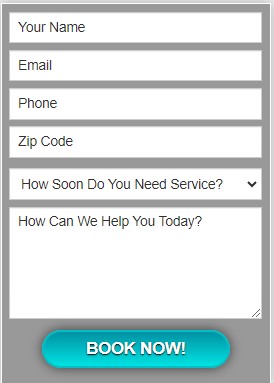 Your Name
Email
Phone
Zip Code
How Soon Do You Need Service?
How Can We Help You Today?
BOOK NOW!